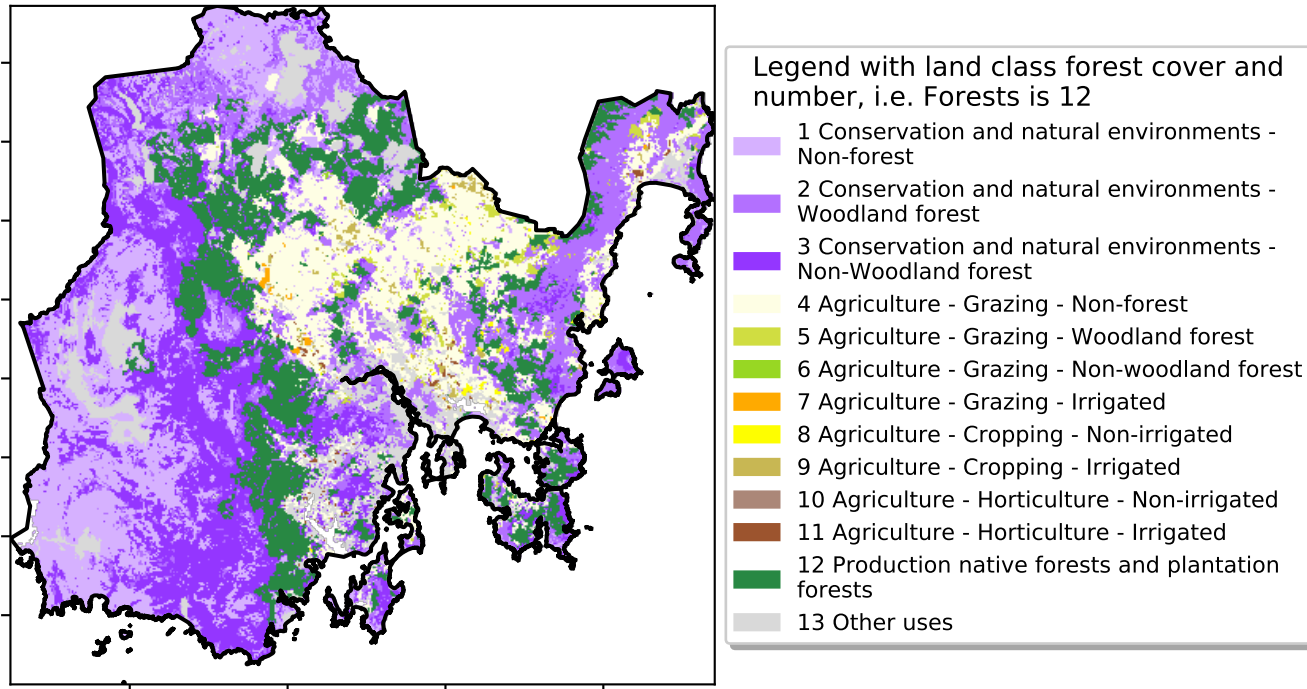 Legend with land class forest cover and
number, i.e. Forests is 12
1 Conservation and natural environments -
Non-forest
2 Conservation and natural environments -
Woodland forest
3 Conservation and natural environments -
Non-Woodland forest
4 Agriculture - Grazing - Non-forest
5 Agriculture - Grazing - Woodland forest
6 Agriculture - Grazing - Non-woodland forest
7 Agriculture - Grazing - Irrigated
8 Agriculture - Cropping - Non-irrigated
9 Agriculture - Cropping - Irrigated
10 Agriculture - Horticulture - Non-irrigated
11 Agriculture - Horticulture - Irrigated
12 Production native forests and plantation
forests
13 Other uses